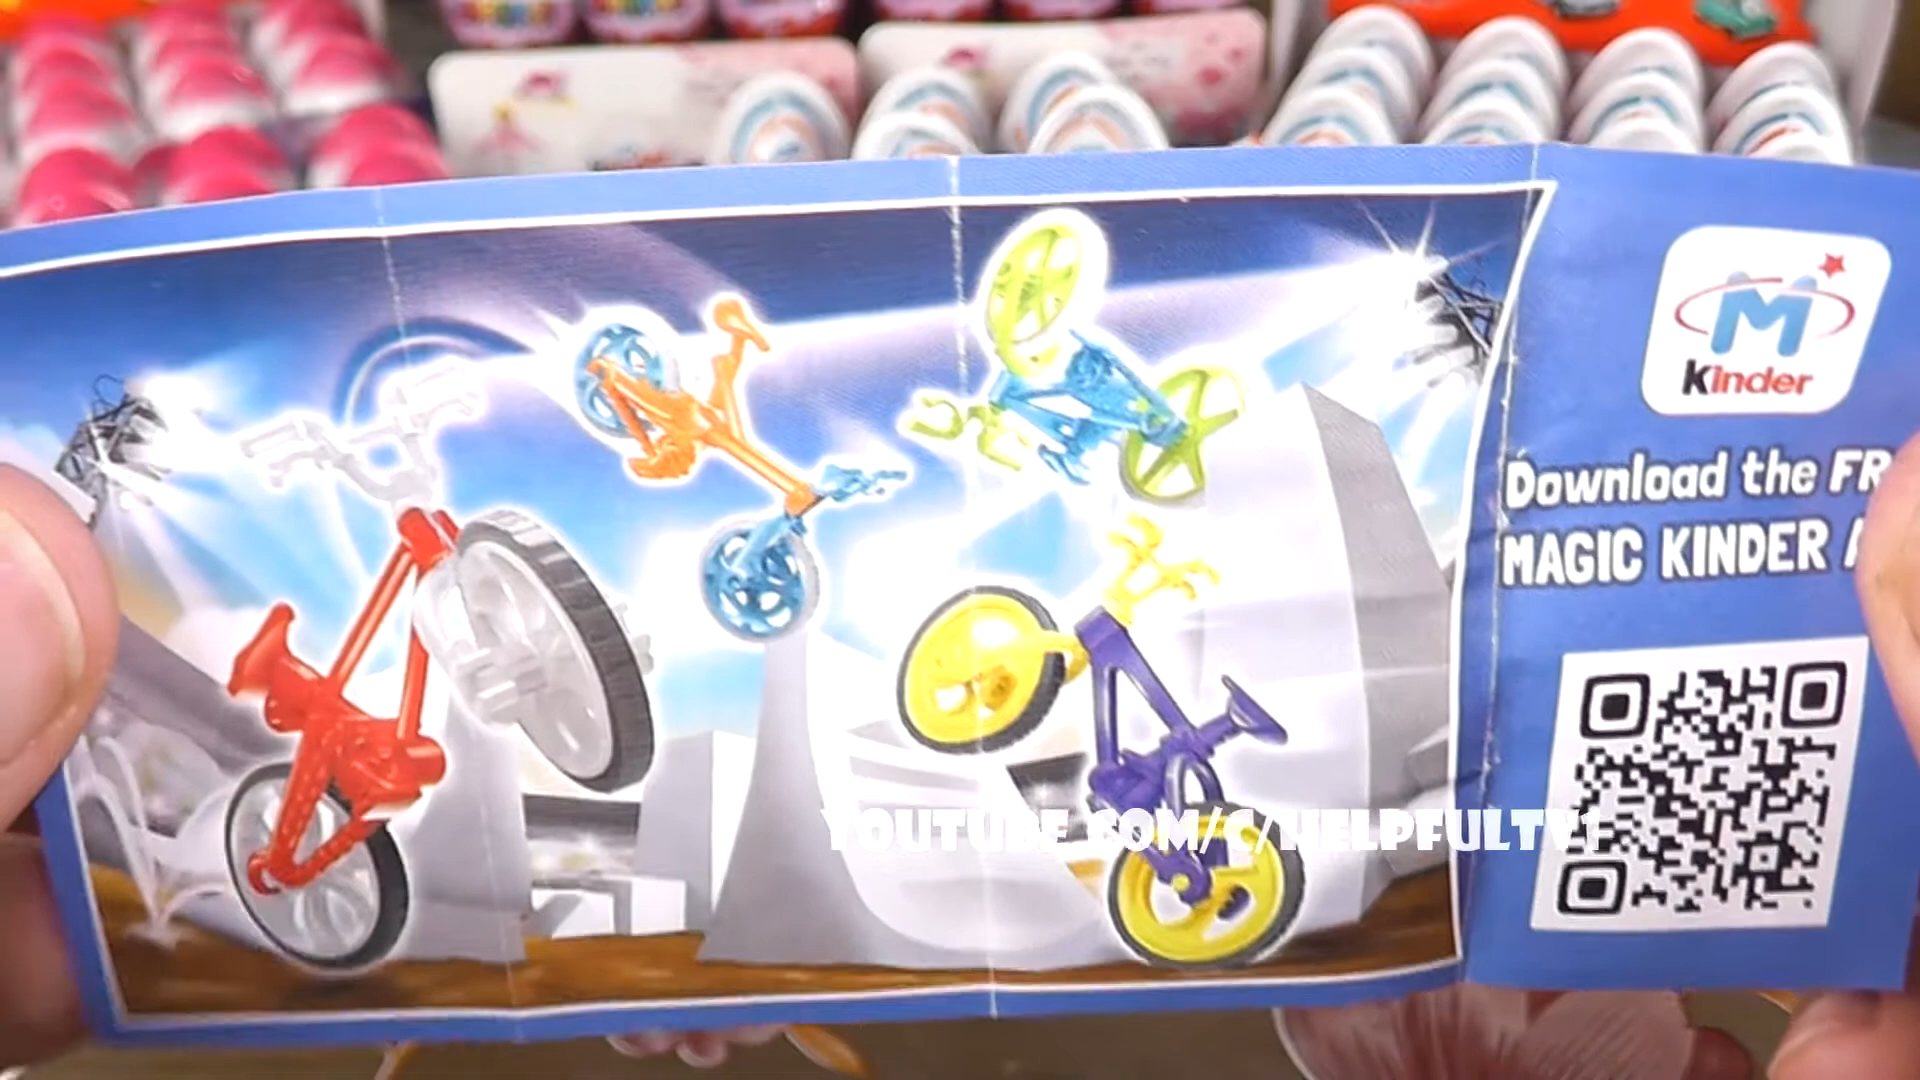 M
kinder
Download the FR
MAGIC KINDER A
YOUTUBE.COM/C/HELPFULTV1